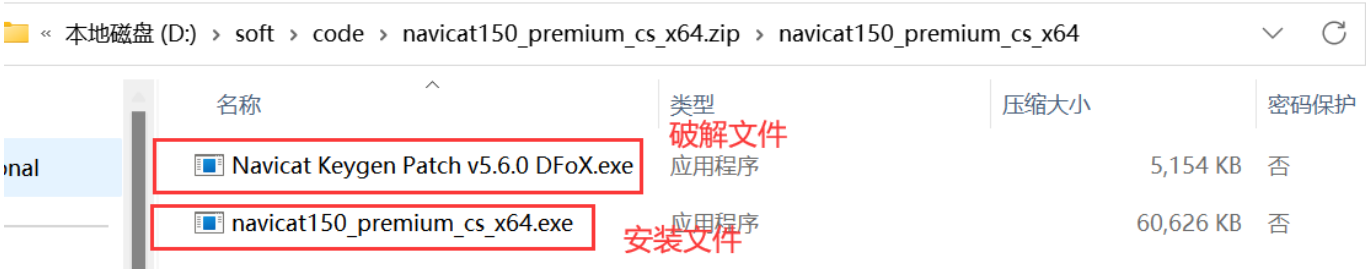 « 本地磁盘 (D:) › soft › code › navicat150_premium_cs_x64.zip › navicat150_premium_cs_x64
名称 类型 压缩大小 密码保护
破解文件
onal Navicat Keygen Patch v5.6.0 DFoX.exe 应用程序 5,154 KB 否
navicat150_premium_cs_x64.exe 应用程序 60,626 KB 否
安装文件